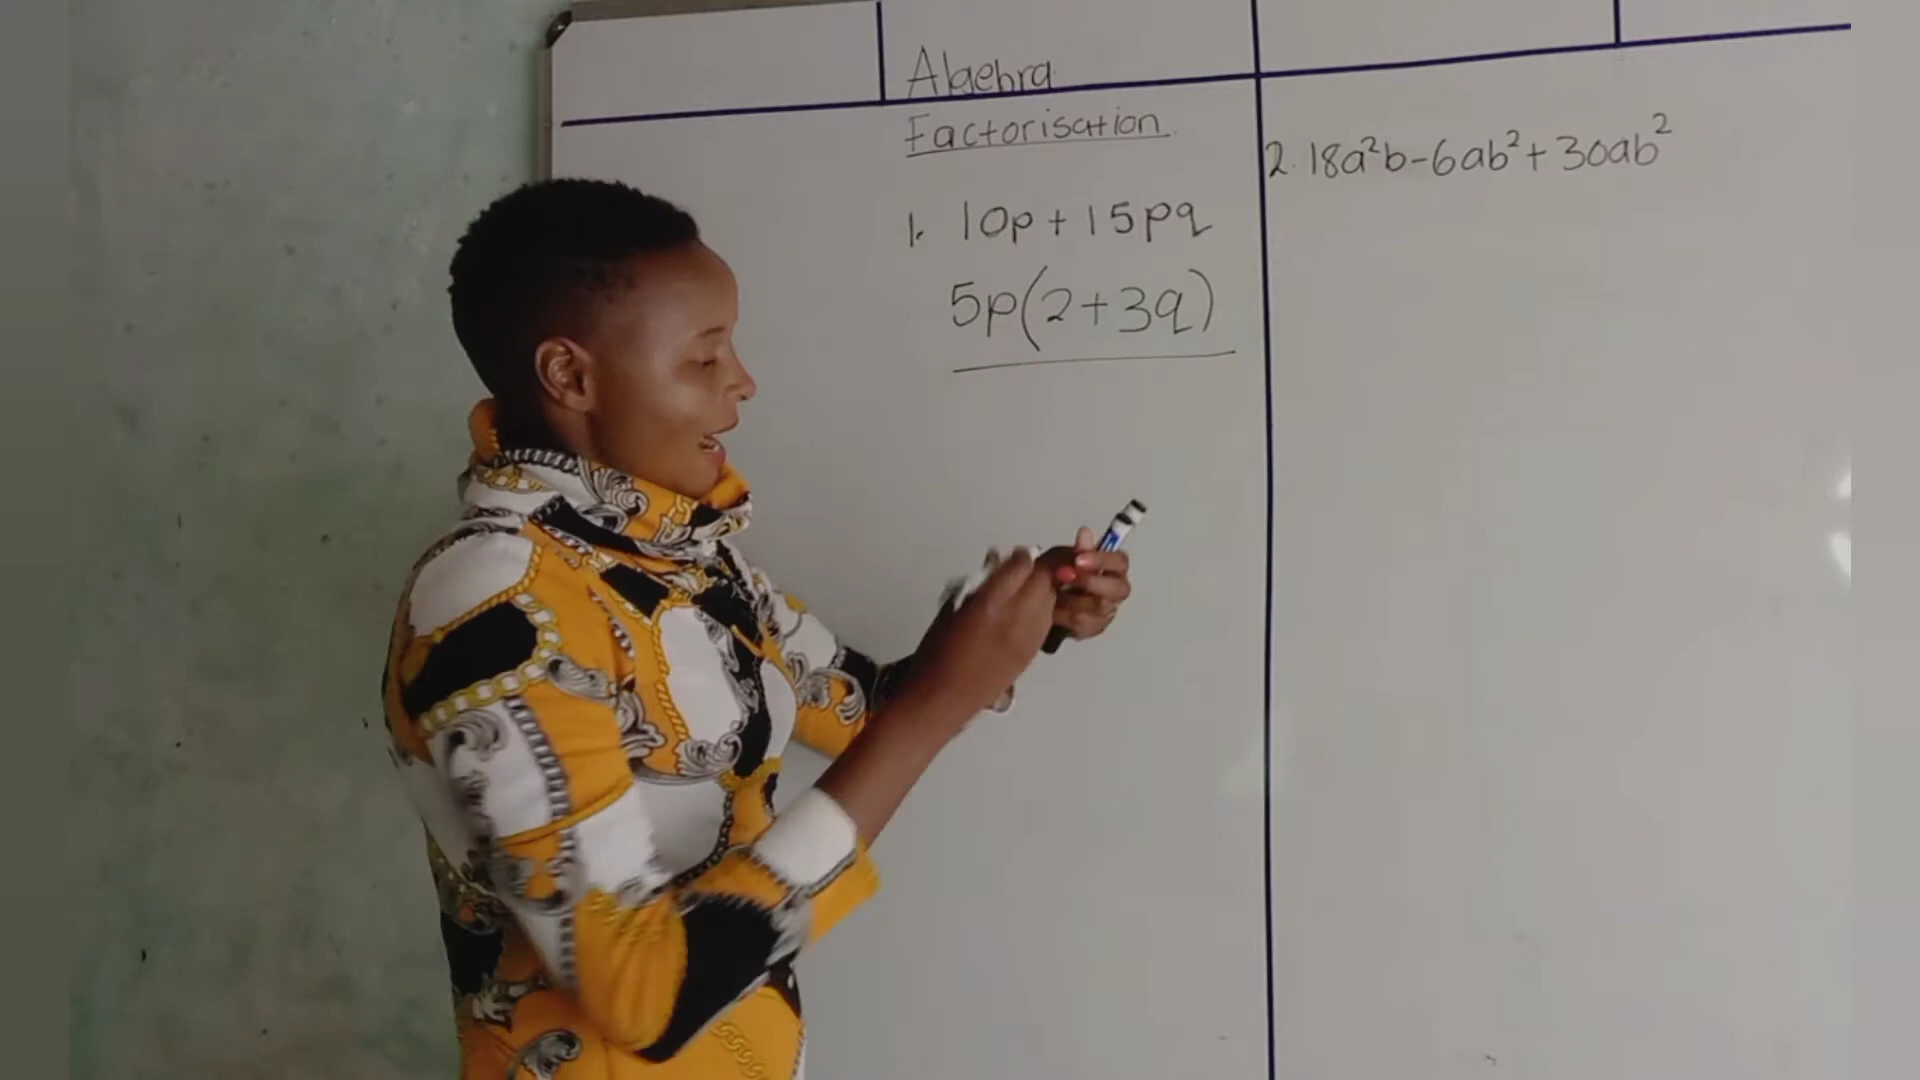 Algebra
Factorisation
1. 10p + 15pq
5p(2+3q)
2. 18a²b-6ab²+30ab²